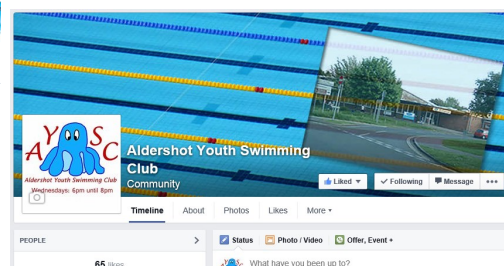 AYSC
Aldershot Youth Swimming Club
Wednesdays: 6pm until 8pm
Aldershot Youth Swimming
Club
Community
Liked
Following
Message
Timeline About Photos Likes More
PEOPLE
65 likes
Status Photo / Video Offer, Event +
What have you been up to?